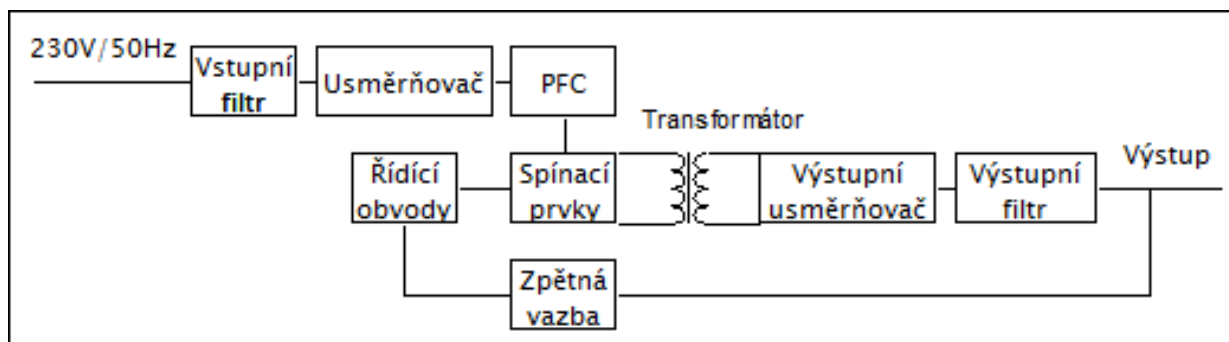 230V/50Hz
Vstupní
filtr
Usměrňovač
PFC
Transformátor
Řídící
obvody
Spínací
prvky
Výstupní
usměrňovač
Výstupní
filtr
Výstup
Zpětná
vazba